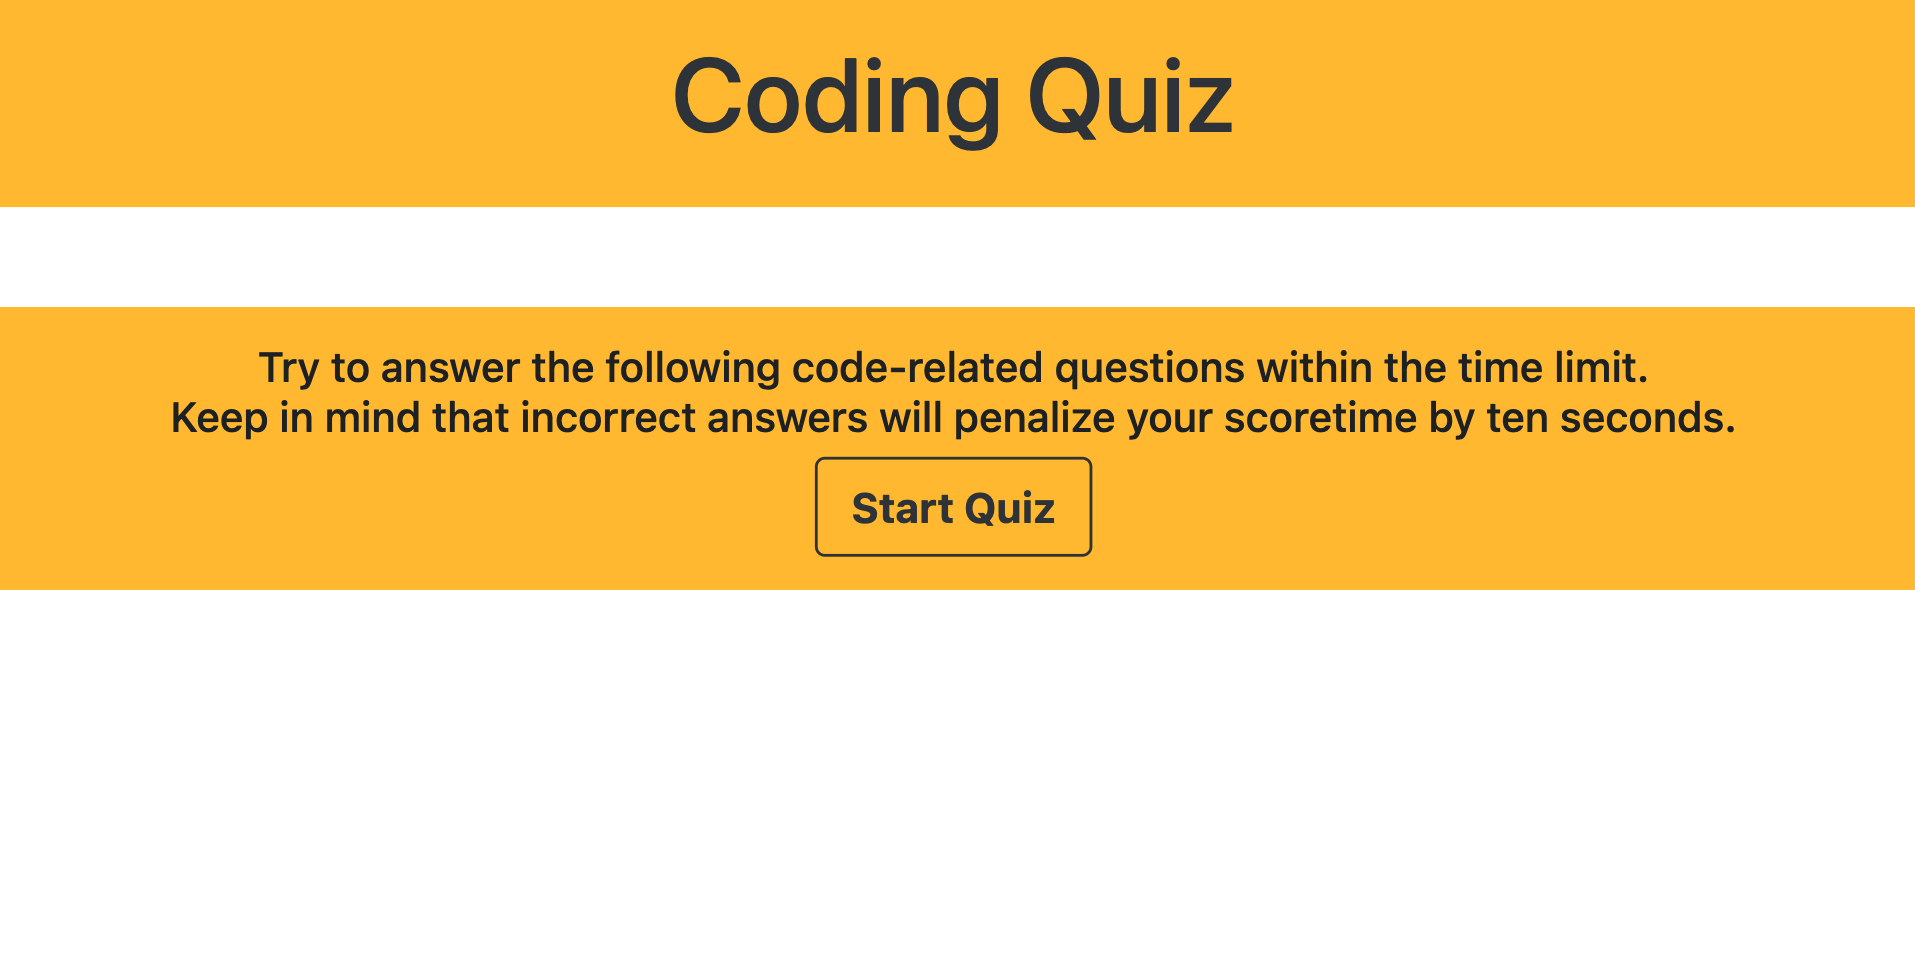 Coding Quiz
Try to answer the following code-related questions within the time limit.
Keep in mind that incorrect answers will penalize your scoretime by ten seconds.
Start Quiz